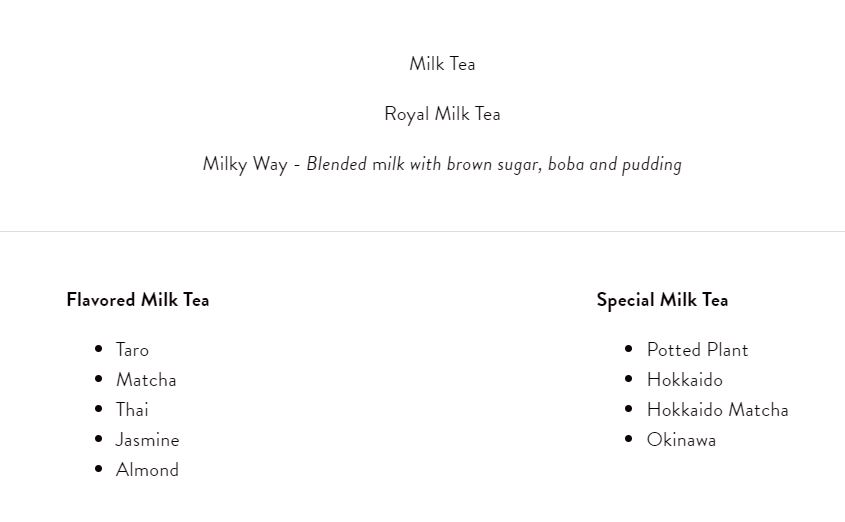 Milk Tea
Royal Milk Tea
Milky Way - Blended milk with brown sugar, boba and pudding
Flavored Milk Tea
Taro
Matcha
Thai
Jasmine
Almond
Special Milk Tea
Potted Plant
Hokkaido
Hokkaido Matcha
Okinawa